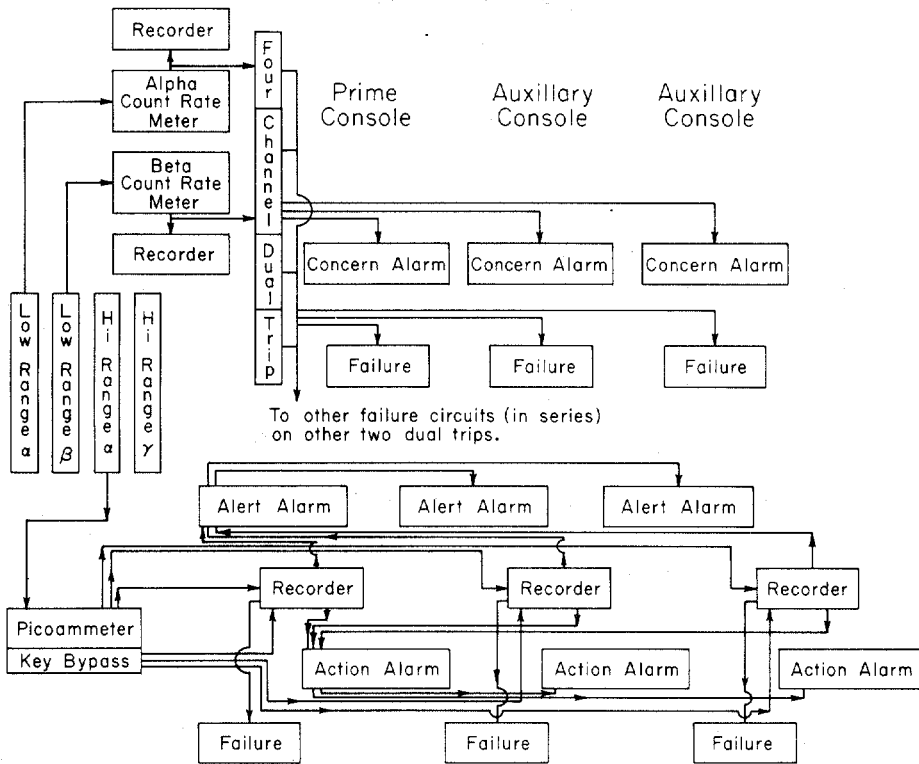 Recorder
Alpha
Count Rate
Meter
Beta
Count Rate
Meter
Recorder
Four
Channel
Dual
Trip
Prime
Console
Auxillary
Console
Auxillary
Console
Concern Alarm
Concern Alarm
Concern Alarm
Failure
Failure
Failure
Low Range α
Low Range β
Hi Range α
Hi Range γ
To other failure circuits (in series)
on other two dual trips.
Alert Alarm
Alert Alarm
Alert Alarm
Recorder
Recorder
Recorder
Picoammeter
Key Bypass
Action Alarm
Action Alarm
Action Alarm
Failure
Failure
Failure